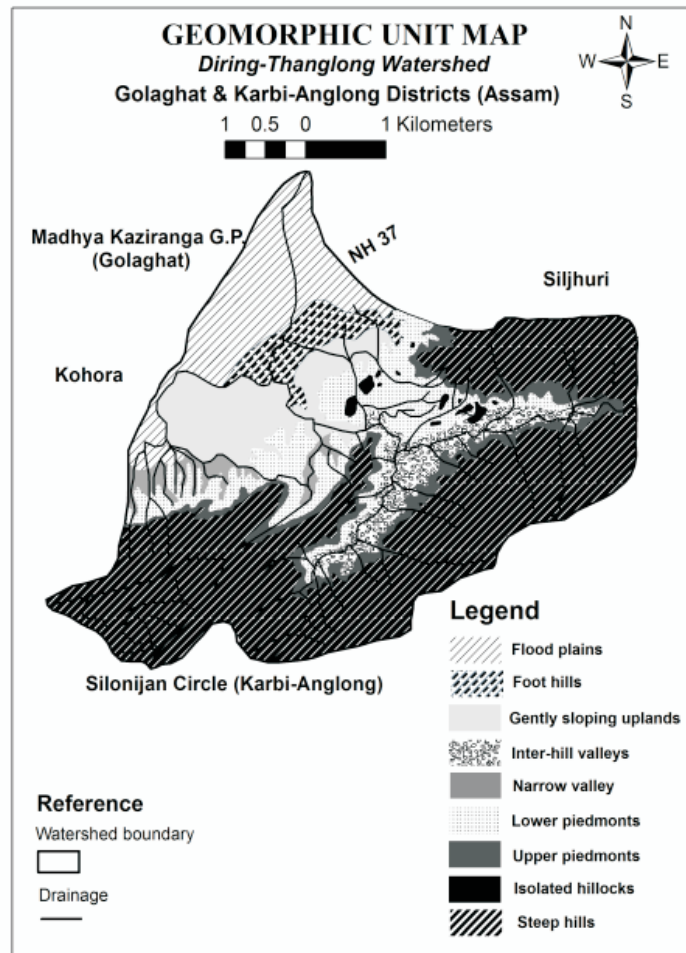 GEOMORPHIC UNIT MAP
Diring-Thanglong Watershed
Golaghat & Karbi-Anglong Districts (Assam)
N
W E
S
1 0.5 0 1 Kilometers
Madhya Kaziranga G.P.
(Golaghat)
NH 37
Siljhuri
Kohora
Silonijan Circle (Karbi-Anglong)
Legend
Flood plains
Foot hills
Gently sloping uplands
Inter-hill valleys
Narrow valley
Lower piedmonts
Upper piedmonts
Isolated hillocks
Steep hills
Reference
Watershed boundary
Drainage